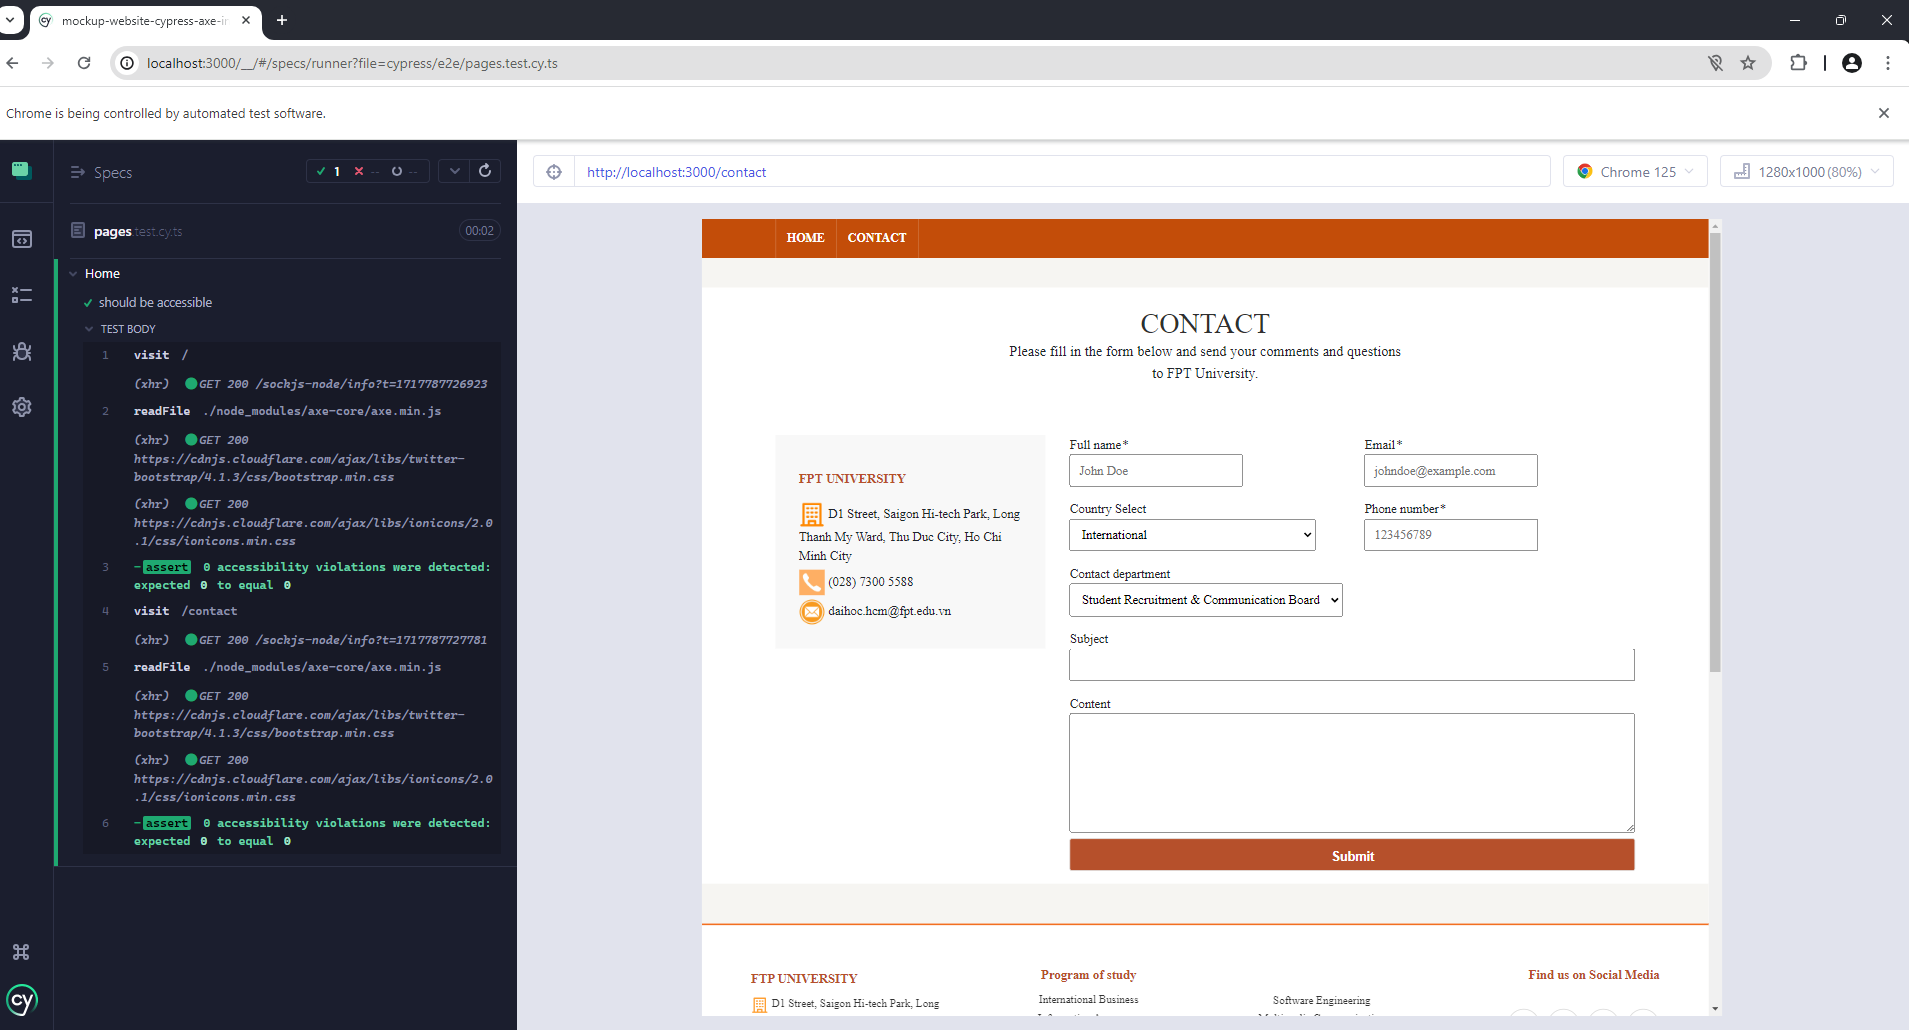 mockup-website-cypress-axe-in
localhost:3000/__/#/specs/runner?file=cypress/e2e/pages.test.cy.ts
Chrome is being controlled by automated test software.
Specs
1 -- --
pages.test.cy.ts 00:02
Home
should be accessible
TEST BODY
1 visit /
(xhr) GET 200 /sockjs-node/info?t=1717787726923
2 readFile ./node_modules/axe-core/axe.min.js
(xhr) GET 200
https://cdnjs.cloudflare.com/ajax/libs/twitter-
bootstrap/4.1.3/css/bootstrap.min.css
(xhr) GET 200
https://cdnjs.cloudflare.com/ajax/libs/ionicons/2.0
.1/css/ionicons.min.css
3 -assert 0 accessibility violations were detected:
expected 0 to equal 0
4 visit /contact
(xhr) GET 200 /sockjs-node/info?t=1717787727781
5 readFile ./node_modules/axe-core/axe.min.js
(xhr) GET 200
https://cdnjs.cloudflare.com/ajax/libs/twitter-
bootstrap/4.1.3/css/bootstrap.min.css
(xhr) GET 200
https://cdnjs.cloudflare.com/ajax/libs/ionicons/2.0
.1/css/ionicons.min.css
6 -assert 0 accessibility violations were detected:
expected 0 to equal 0
cy
http://localhost:3000/contact
Chrome 125
1280x1000 (80%)
HOME CONTACT
CONTACT
Please fill in the form below and send your comments and questions
to FPT University.
FPT UNIVERSITY
D1 Street, Saigon Hi-tech Park, Long
Thanh My Ward, Thu Duc City, Ho Chi
Minh City
(028) 7300 5588
daihoc.hcm@fpt.edu.vn
Full name*
John Doe
Email*
johndoe@example.com
Country Select
International
Phone number*
123456789
Contact department
Student Recruitment & Communication Board
Subject
Content
Submit
FTP UNIVERSITY
D1 Street, Saigon Hi-tech Park, Long
Program of study
International Business
Software Engineering
Find us on Social Media